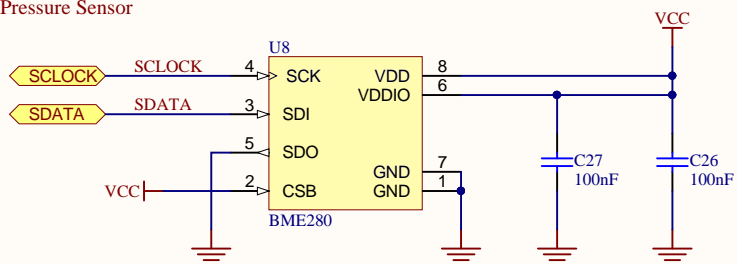 Pressure Sensor
VCC
U8
SCLOCK SCLOCK 4 SCK VDD 8
VDDIO 6
SDATA SDATA 3 SDI
5 SDO
GND 7
C27 C26
VCC 2 CSB GND 1
100nF 100nF
BME280